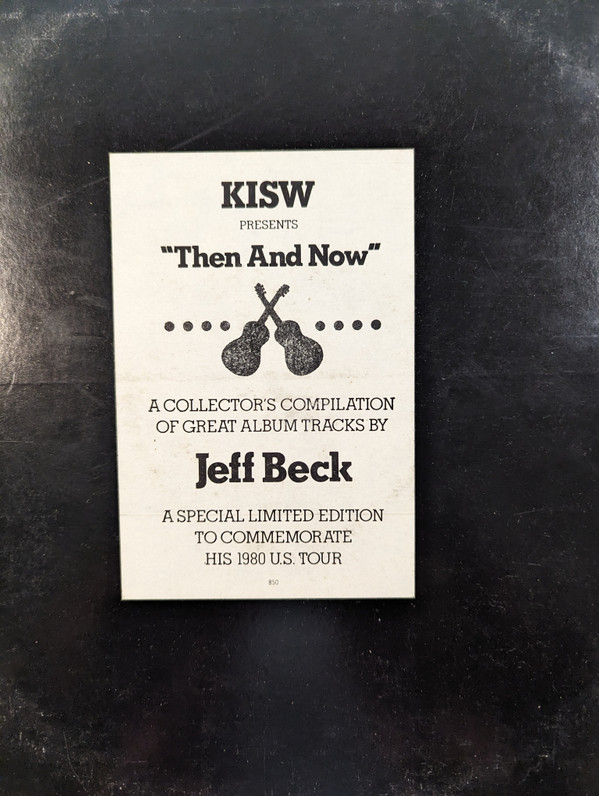 KISW
PRESENTS
"Then And Now"
A COLLECTOR'S COMPILATION
OF GREAT ALBUM TRACKS BY
Jeff Beck
A SPECIAL LIMITED EDITION
TO COMMEMORATE
HIS 1980 U.S. TOUR
850